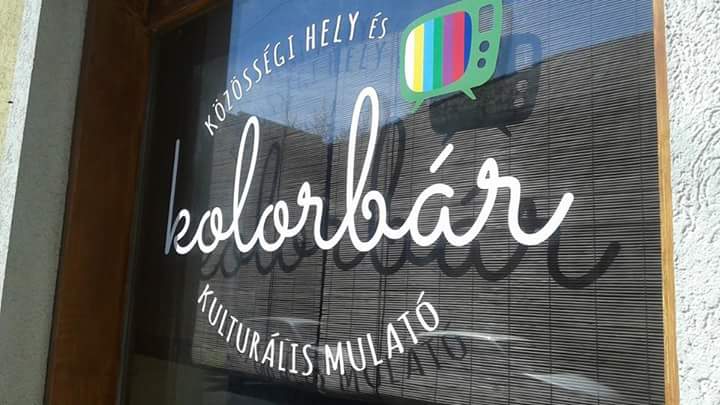 KÖZÖSSÉGI HELY ÉS
kolorbár
KULTURÁLIS MULATÓ